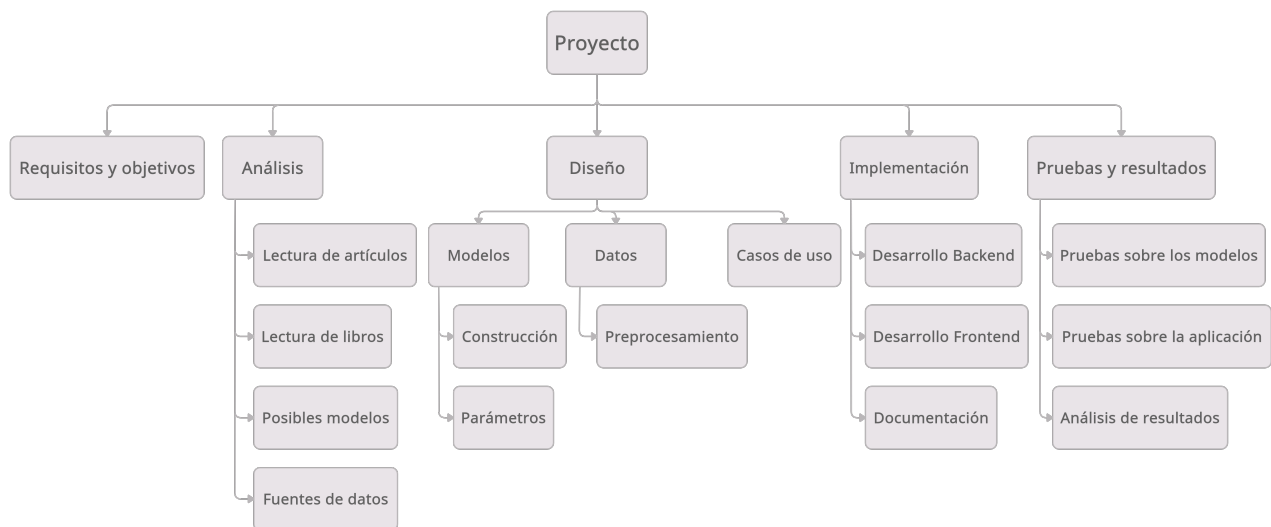 Proyecto
Requisitos y objetivos
Análisis
Diseño
Implementación
Pruebas y resultados
Lectura de artículos
Modelos
Datos
Casos de uso
Desarrollo Backend
Pruebas sobre los modelos
Lectura de libros
Construcción
Preprocesamiento
Desarrollo Frontend
Pruebas sobre la aplicación
Posibles modelos
Parámetros
Documentación
Análisis de resultados
Fuentes de datos